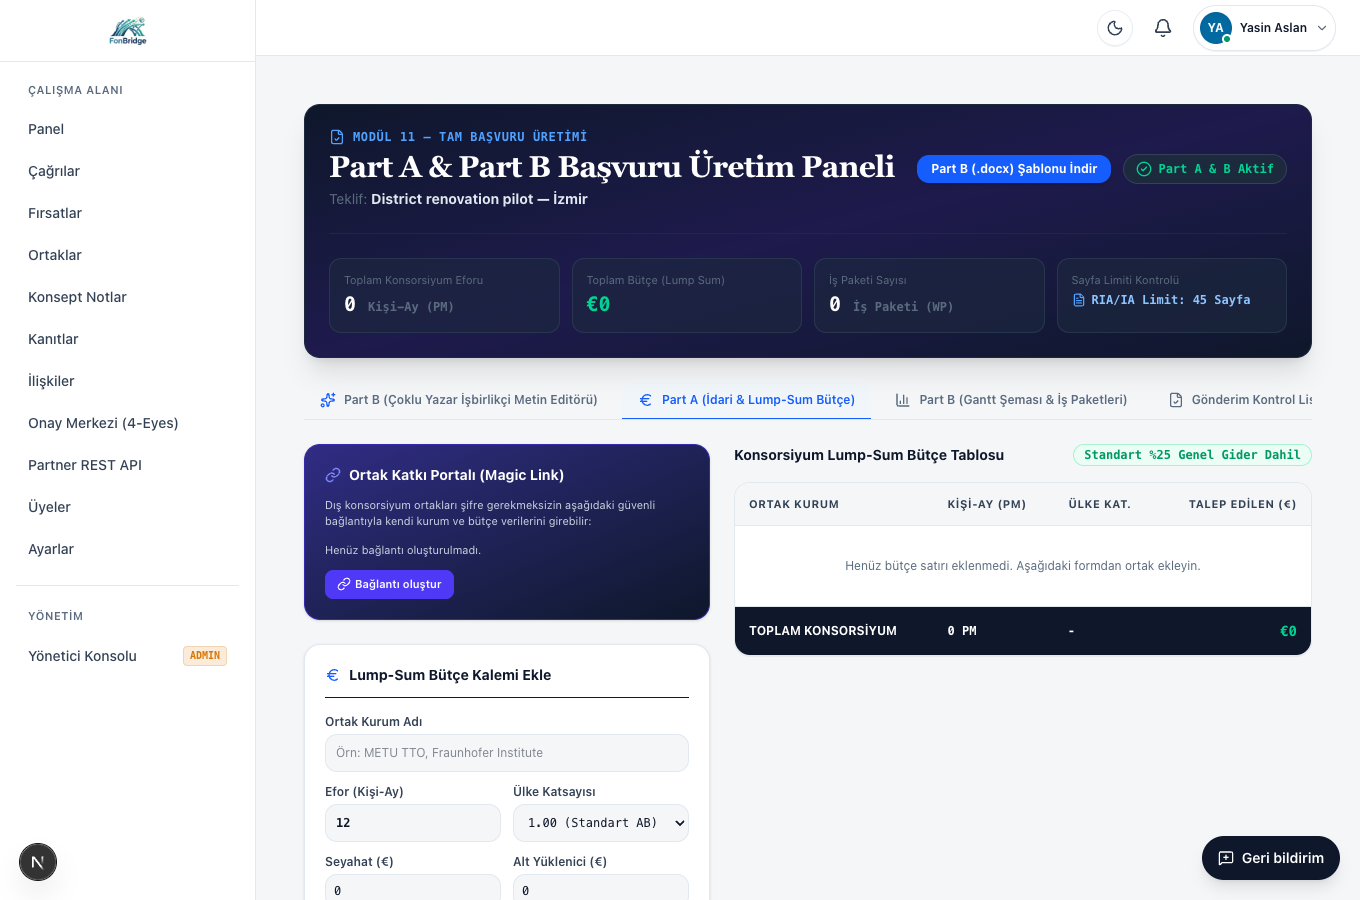 FonBridge
YA
Yasin Aslan
ÇALIŞMA ALANI
Panel
Çağrılar
Fırsatlar
Ortaklar
Konsept Notlar
Kanıtlar
İlişkiler
Onay Merkezi (4-Eyes)
Partner REST API
Üyeler
Ayarlar
YÖNETİM
Yönetici Konsolu
ADMIN
N
MODÜL 11 — TAM BAŞVURU ÜRETİMİ
Part A & Part B Başvuru Üretim Paneli
Teklif: District renovation pilot — İzmir
Part B (.docx) Şablonu İndir
Part A & B Aktif
Toplam Konsorsiyum Eforu
0 Kişi-Ay (PM)
Toplam Bütçe (Lump Sum)
€0
İş Paketi Sayısı
0 İş Paketi (WP)
Sayfa Limiti Kontrolü
RIA/IA Limit: 45 Sayfa
Part B (Çoklu Yazar İşbirlikçi Metin Editörü)
Part A (İdari & Lump-Sum Bütçe)
Part B (Gantt Şeması & İş Paketleri)
Gönderim Kontrol Lis
Ortak Katkı Portalı (Magic Link)
Dış konsorsiyum ortakları şifre gerekmeksizin aşağıdaki güvenli
bağlantıyla kendi kurum ve bütçe verilerini girebilir:
Henüz bağlantı oluşturulmadı.
Bağlantı oluştur
Lump-Sum Bütçe Kalemi Ekle
Ortak Kurum Adı
Örn: METU TTO, Fraunhofer Institute
Efor (Kişi-Ay)
12
Ülke Katsayısı
1.00 (Standart AB)
Seyahat (€)
0
Alt Yüklenici (€)
0
Konsorsiyum Lump-Sum Bütçe Tablosu
Standart %25 Genel Gider Dahil
ORTAK KURUM KİŞİ-AY (PM) ÜLKE KAT. TALEP EDİLEN (€)
Henüz bütçe satırı eklenmedi. Aşağıdaki formdan ortak ekleyin.
TOPLAM KONSORSİYUM 0 PM - €0
Geri bildirim